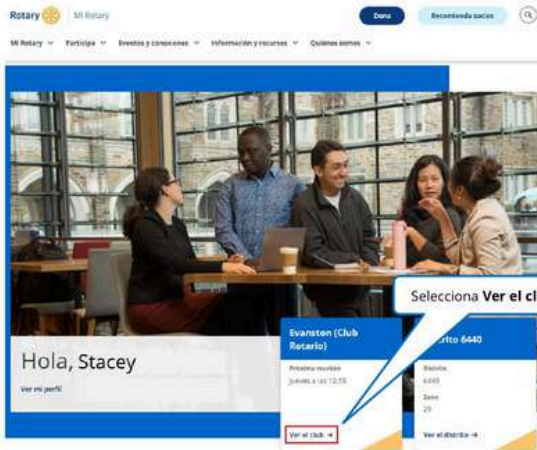 Rotary
Mi Rotary
Dona
Recomienda socios
Mi Rotary
Participa
Eventos y conexiones
Información y recursos
Quiénes somos
Selecciona Ver el cl
Evanston (Club
Rotario)
Próxima reunión
Jueves a las 12:15
Ver el club →
rito 6440
Distrito
6440
Zona
29
Ver el distrito →
Hola, Stacey
Ver mi perfil